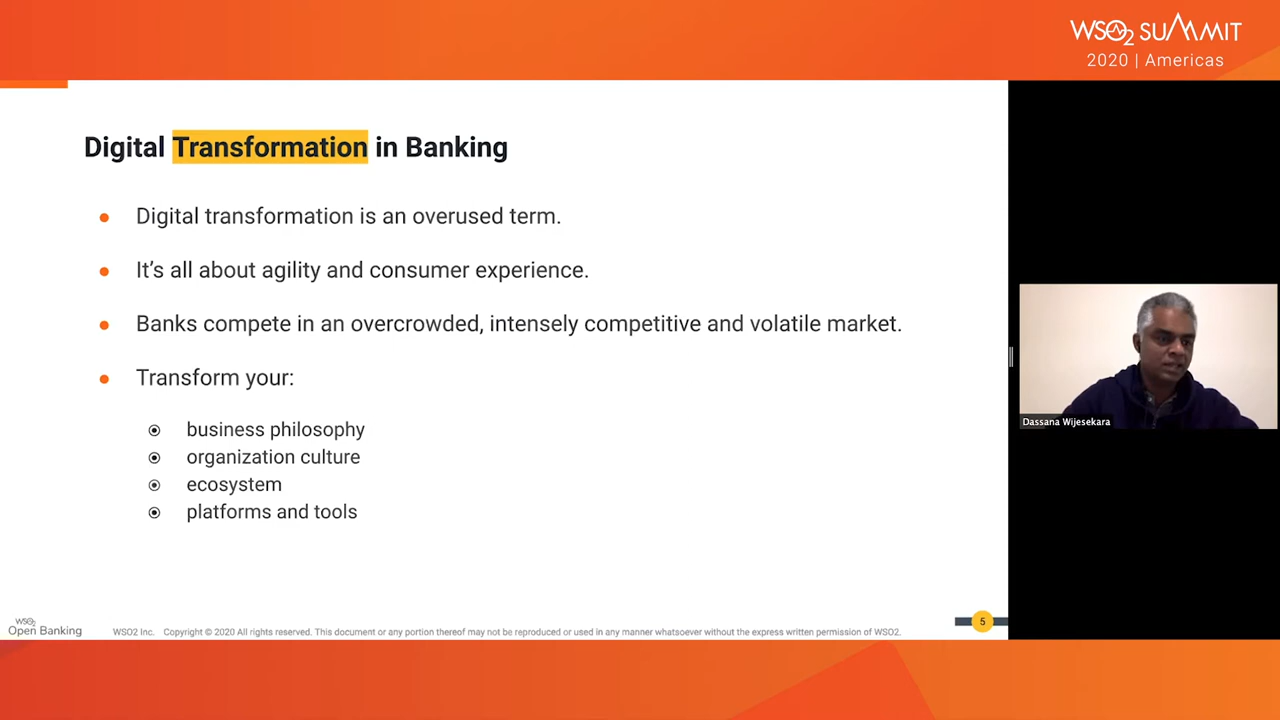 WSO2 SUMMIT
2020 | Americas
Digital Transformation in Banking
Digital transformation is an overused term.
It’s all about agility and consumer experience.
Banks compete in an overcrowded, intensely competitive and volatile market.
Transform your:
business philosophy
organization culture
ecosystem
platforms and tools
Dassana Wijesekara
WSO2
Open Banking
WSO2 Inc. Copyright © 2020 All rights reserved. This document or any portion thereof may not be reproduced or used in any manner whatsoever without the express written permission of WSO2.
5